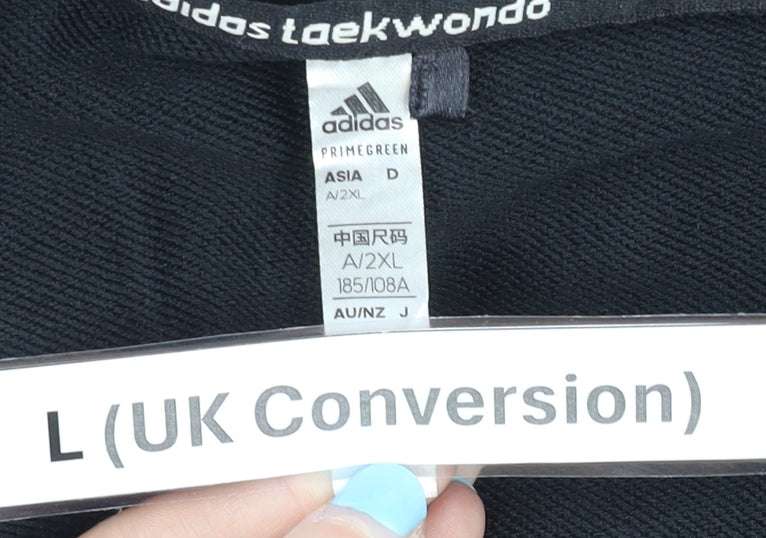 adidas taekwondo
adidas
PRIMEGREEN
ASIA D
A/2XL
中国尺码
A/2XL
185/108A
AU/NZ J
L (UK Conversion)